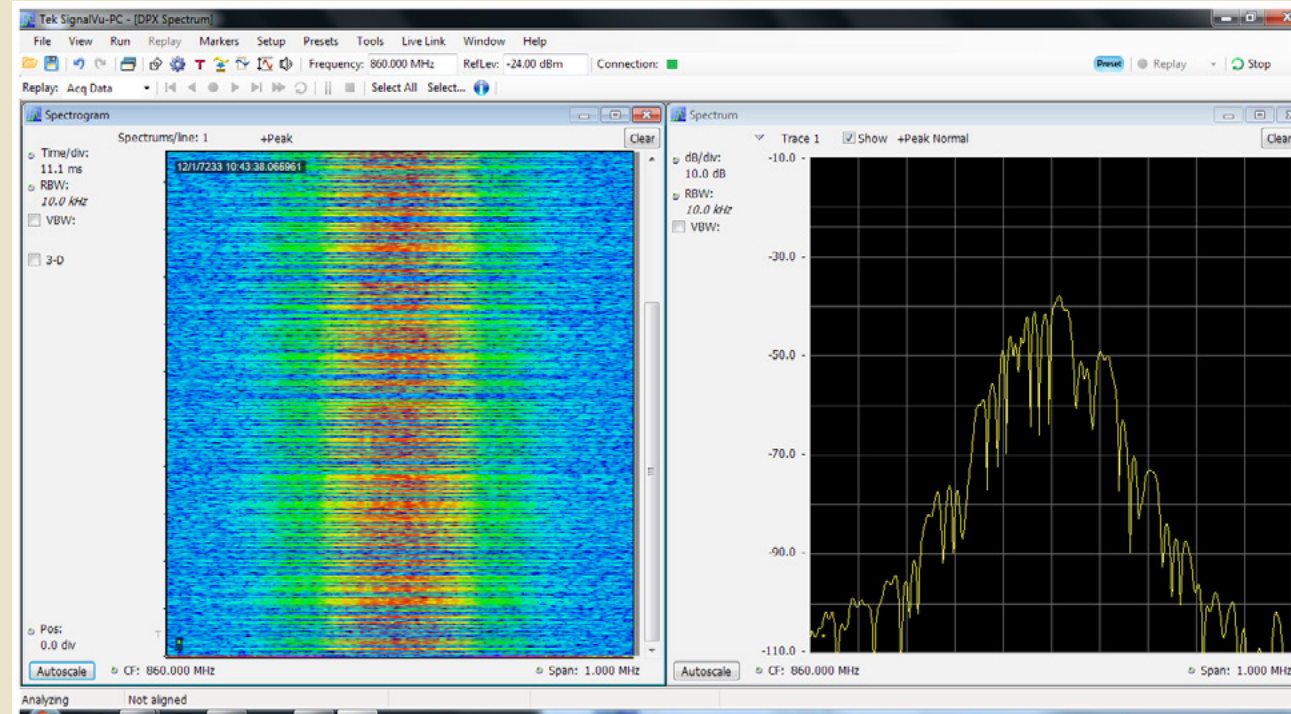 Tek SignalVu-PC - [DPX Spectrum]
File View Run Replay Markers Setup Presets Tools Live Link Window Help
Frequency: 860.000 MHz RefLev: -24.00 dBm Connection: Preset Replay Stop
Replay: Acq Data Select All Select...
Spectrogram
Spectrums/line: 1 +Peak Clear
Time/div:
11.1 ms
RBW:
10.0 kHz
VBW:
3-D
12/1/7233 10:43:38.066961
Pos:
0.0 div
Autoscale CF: 860.000 MHz Span: 1.000 MHz
Spectrum
Trace 1 Show +Peak Normal Clear
dB/div:
10.0 dB
RBW:
10.0 kHz
VBW:
-10.0
-30.0
-50.0
-70.0
-90.0
-110.0
Autoscale CF: 860.000 MHz Span: 1.000 MHz
Analyzing Not aligned